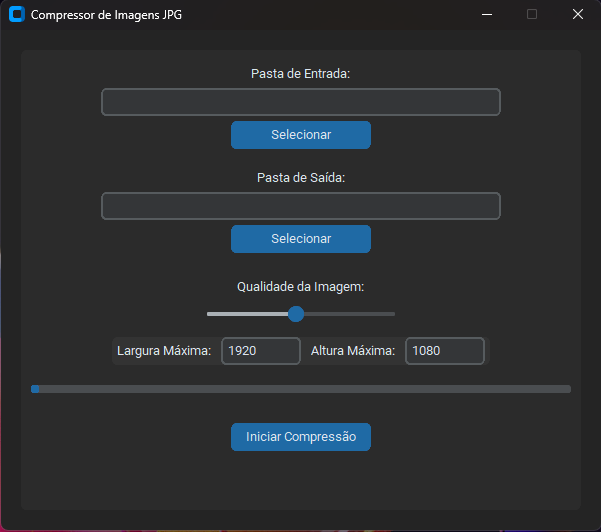 Compressor de Imagens JPG
Pasta de Entrada:
Selecionar
Pasta de Saída:
Selecionar
Qualidade da Imagem:
Largura Máxima: 1920 Altura Máxima: 1080
Iniciar Compressão